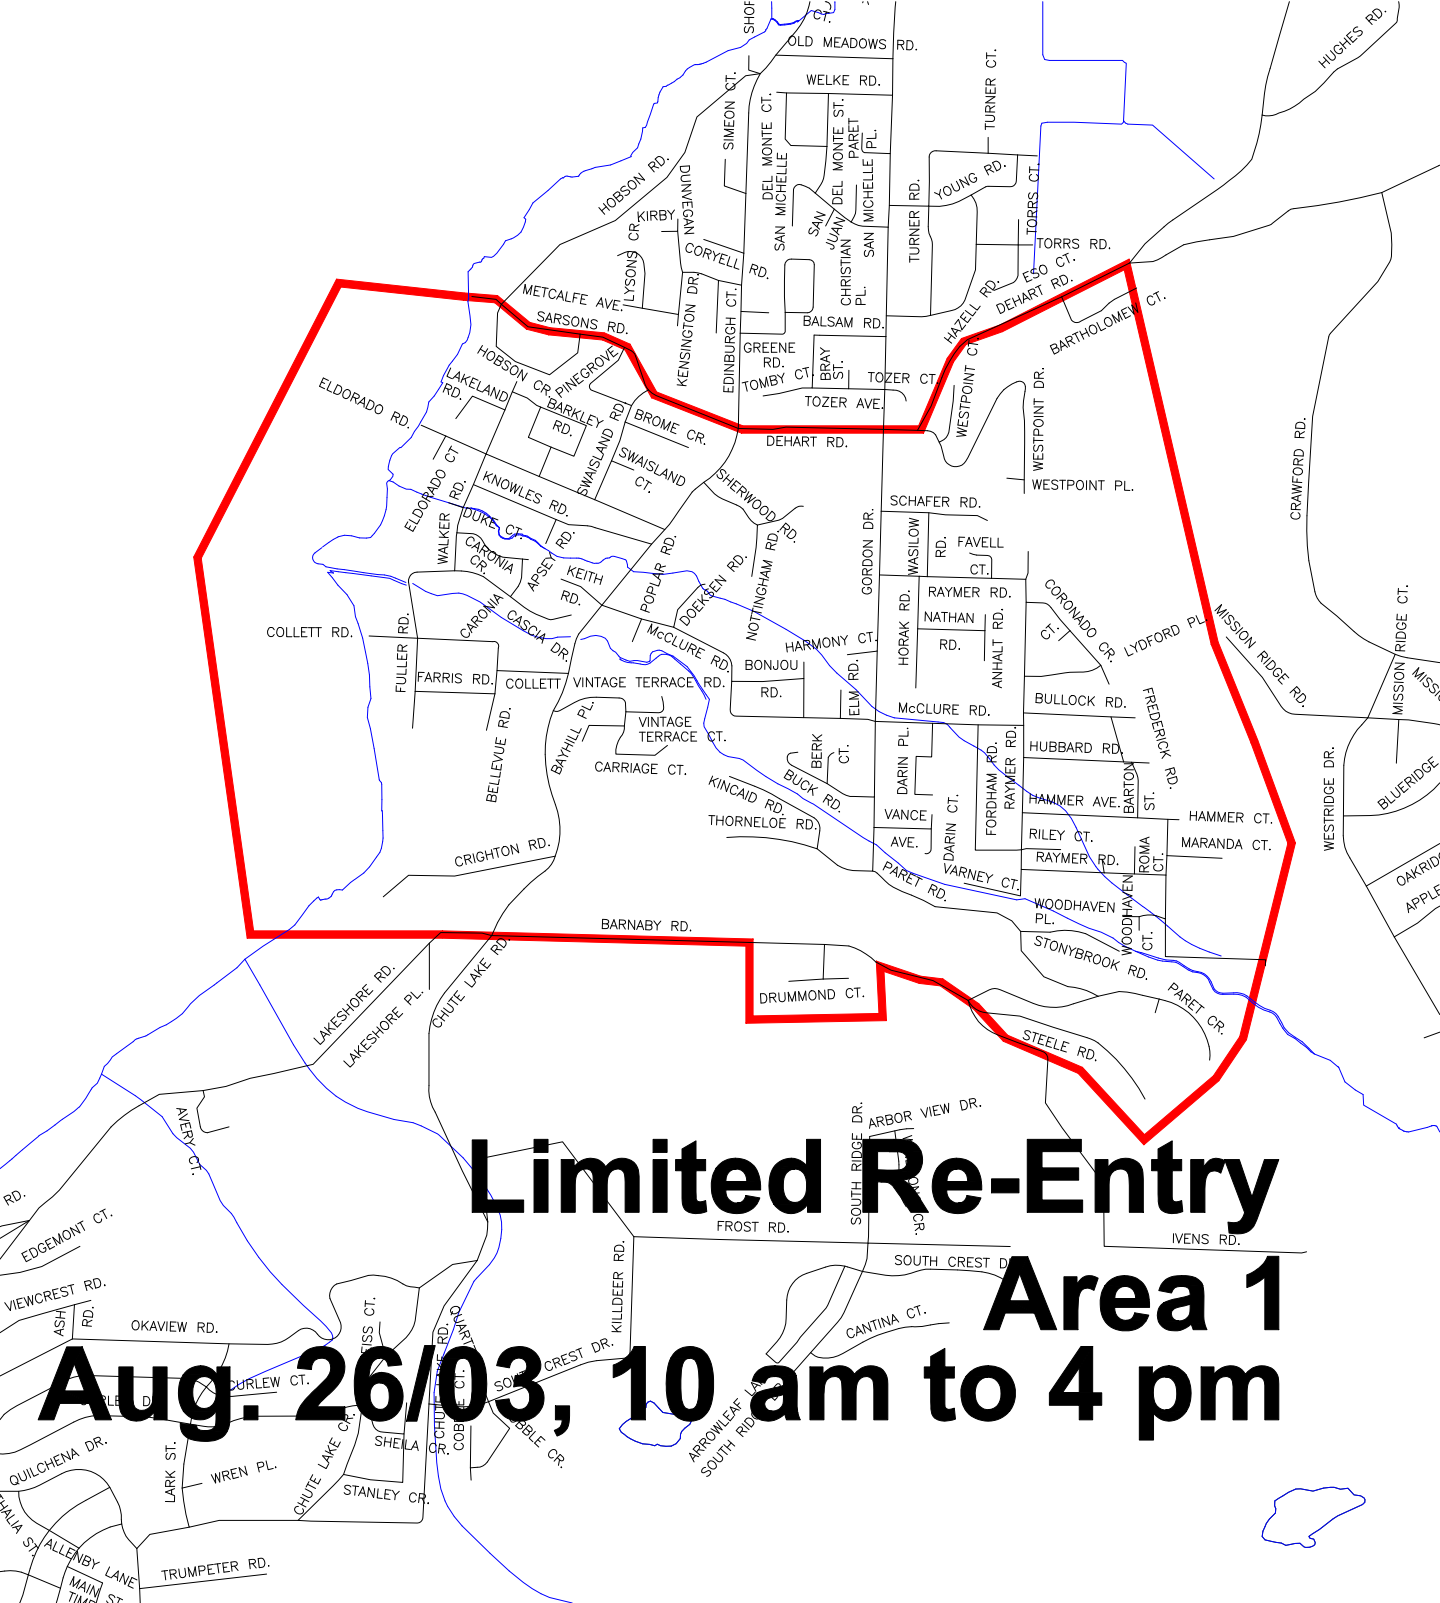 CT.
OLD MEADOWS RD.
WELKE RD.
HUGHES RD.
TURNER CT.
SIMEON CT.
DEL MONTE CT.
DEL MONTE ST.
PARET
PL.
SAN MICHELLE
SAN MICHELLE PL.
HOBSON RD.
DUNVEGAN
KIRBY
YOUNG RD.
TURNER RD.
TORRS CT.
TORRS RD.
SAN
JUAN
CHRISTIAN
PL.
LYSONS CR.
CORYELL RD.
ESO CT.
DEHART RD.
HAZELL RD.
BARTHOLOMEW CT.
METCALFE AVE.
SARSONS RD.
KENSINGTON DR.
EDINBURGH CT.
BALSAM RD.
GREENE
RD.
BRAY
ST.
TOMBY CT.
TOZER CT.
TOZER AVE.
WESTPOINT CT.
WESTPOINT DR.
WESTPOINT PL.
HOBSON CR.
PINEGROVE
LAKELAND
RD.
ELDORADO RD.
BARKLEY
RD.
BROME CR.
DEHART RD.
SWAISLAND RD.
SWAISLAND
CT.
CRAWFORD RD.
ELDORADO CT
KNOWLES RD.
SHERWOOD RD.
SCHAFER RD.
WALKER RD.
DUKE CT.
CARONIA
CR.
APSEY RD.
KEITH
RD.
POPLAR RD.
DOEKSEN RD.
NOTTINGHAM RD.
GORDON DR.
WASILOW
RD.
FAVELL
CT.
RAYMER RD.
NATHAN
RD.
HORAK RD.
ANHALT RD.
CORONADO CR.
CT.
LYDFORD PL.
MISSION RIDGE RD.
MISSION RIDGE CT.
COLLETT RD.
FULLER RD.
CARONIA
CASCIA DR.
McCLURE RD.
HARMONY CT.
BONJOU
RD.
ELM RD.
FARRIS RD.
COLLETT
VINTAGE TERRACE RD.
McCLURE RD.
BULLOCK RD.
FREDERICK RD.
BELLEVUE RD.
BAYHILL PL.
VINTAGE
TERRACE CT.
CARRIAGE CT.
BERK
CT.
BUCK RD.
DARIN PL.
FORDHAM RD.
RAYMER RD.
HUBBARD RD.
BARTON
ST.
WESTRIDGE DR.
BLUERIDGE
KINCAID RD.
THORNELOE RD.
VANCE
AVE.
DARIN CT.
HAMMER AVE.
HAMMER CT.
RILEY CT.
RAYMER RD.
ROMA
CT.
MARANDA CT.
CRIGHTON RD.
PARET RD.
VARNEY CT.
WOODHAVEN
PL.
WOODHAVEN
CT.
BARNABY RD.
STONYBROOK RD.
LAKESHORE RD.
LAKESHORE PL.
CHUTE LAKE RD.
DRUMMOND CT.
PARET CR.
STEELE RD.
AVERY CT.
SOUTH RIDGE DR.
ARBOR VIEW DR.
Limited Re-Entry
RD.
EDGEMONT CT.
FROST RD.
IVENS RD.
KILLDEER RD.
SOUTH CREST
Area 1
VIEWCREST RD.
ASH
RD.
OKAVIEW RD.
CANTINA CT.
Aug. 26/03, 10 am to 4 pm
CURLEW CT.
CHUTE LAKE CR.
SHEILA CR.
QUILCHENA DR.
LARK ST.
WREN PL.
STANLEY CR.
ALLENBY LANE
MAIN ST
TRUMPETER RD.